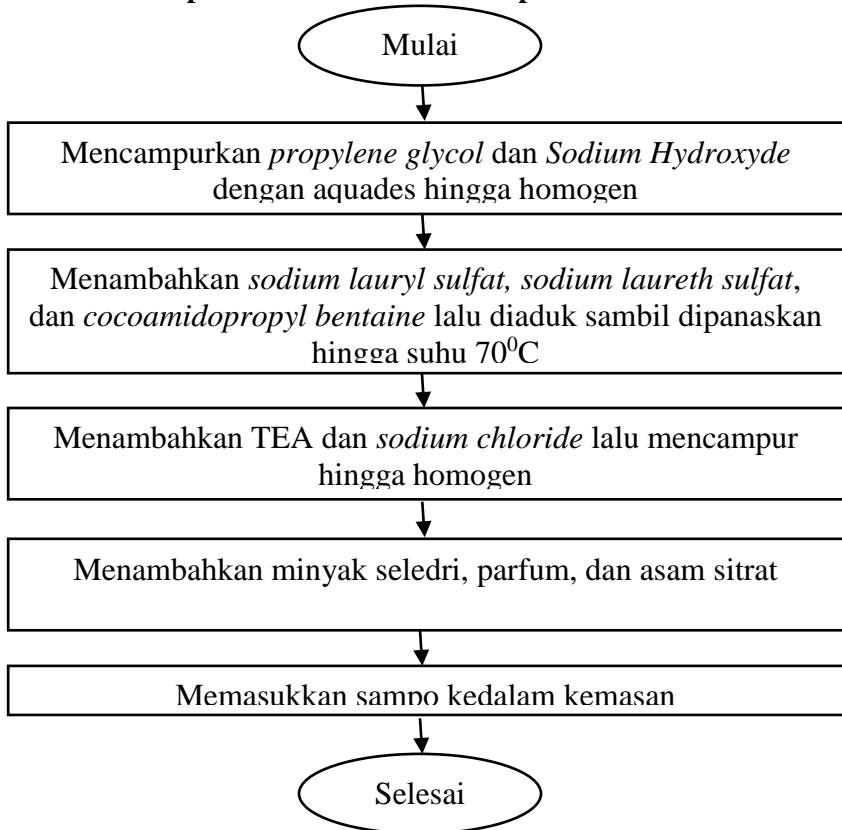 Mulai
Mencampurkan propylene glycol dan Sodium Hydroxyde
dengan aquades hingga homogen
Menambahkan sodium lauryl sulfat, sodium laureth sulfat,
dan cocoamidopropyl bentaine lalu diaduk sambil dipanaskan
hingga suhu 70⁰C
Menambahkan TEA dan sodium chloride lalu mencampur
hingga homogen
Menambahkan minyak seledri, parfum, dan asam sitrat
Memasukkan sampo kedalam kemasan
Selesai